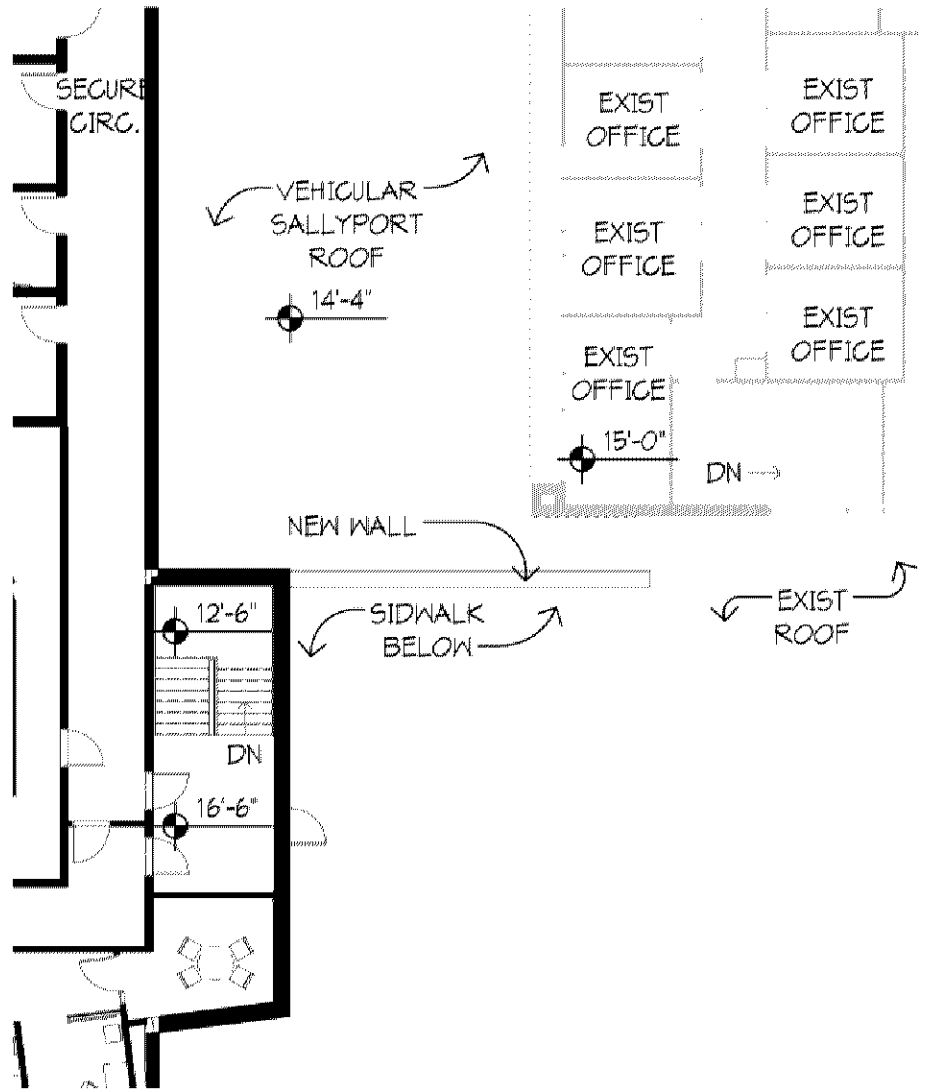 SECURE
CIRC.
EXIST
OFFICE
EXIST
OFFICE
VEHICULAR
SALLYPORT
ROOF
EXIST
OFFICE
EXIST
OFFICE
14'-4"
EXIST
OFFICE
EXIST
OFFICE
15'-0"
DN
NEW WALL
12'-6"
SIDWALK
BELOW
EXIST
ROOF
DN
16'-6"